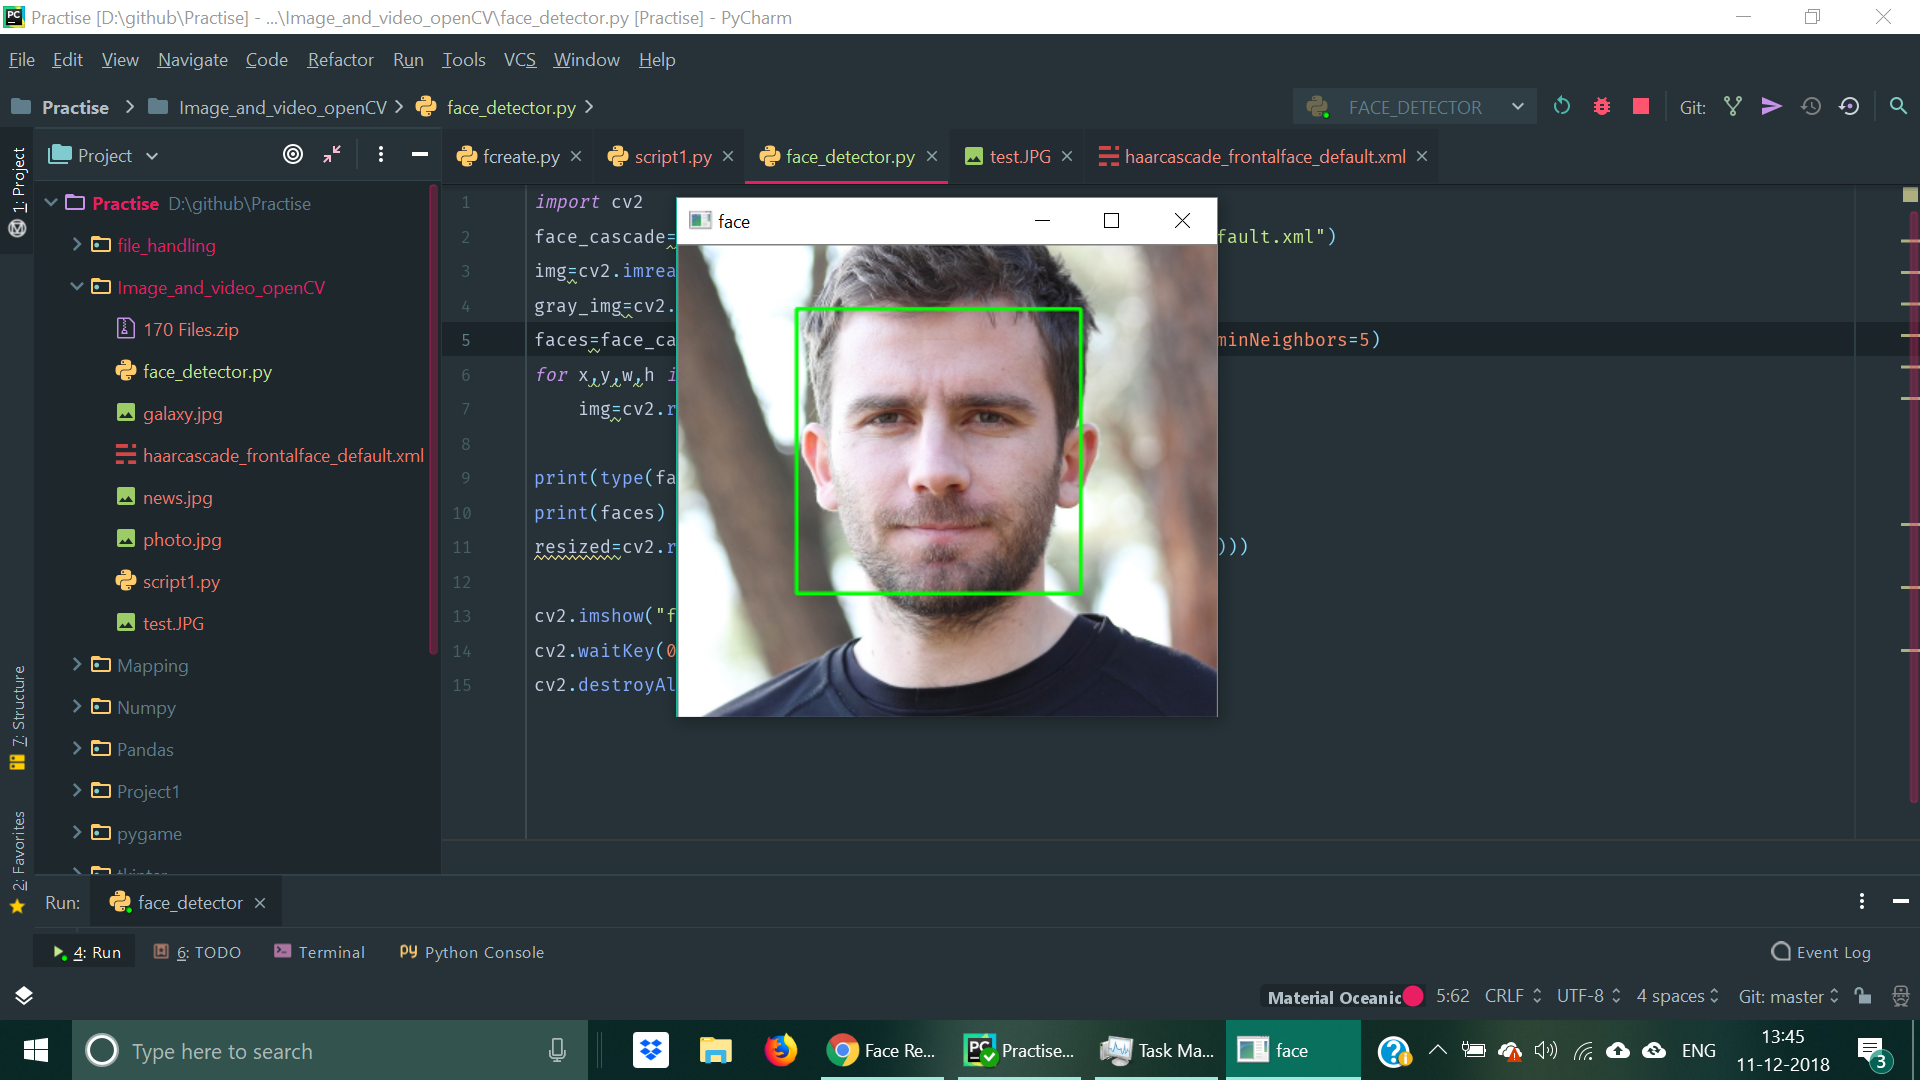 Practise [D:\github\Practise] - ...\Image_and_video_openCV\face_detector.py [Practise] - PyCharm
File Edit View Navigate Code Refactor Run Tools VCS Window Help
Practise Image_and_video_openCV face_detector.py FACE_DETECTOR Git:
1: Project
Project
fcreate.py script1.py face_detector.py test.JPG haarcascade_frontalface_default.xml
Practise D:\github\Practise
file_handling
Image_and_video_openCV
170 Files.zip
face_detector.py
galaxy.jpg
haarcascade_frontalface_default.xml
news.jpg
photo.jpg
script1.py
test.JPG
Mapping
Numpy
Pandas
Project1
pygame
7: Structure
2: Favorites
face
1 import cv2
2 face_cascade= fault.xml")
3 img=cv2.imrea
4 gray_img=cv2.
5 faces=face_ca minNeighbors=5)
6 for x,y,w,h i
7 img=cv2.r
8
9 print(type(fa
10 print(faces)
11 resized=cv2.r )))
12
13 cv2.imshow("f
14 cv2.waitKey(0
15 cv2.destroyAl
Run: face_detector
4: Run 6: TODO Terminal Python Console Event Log
Material Oceanic 5:62 CRLF UTF-8 4 spaces Git: master
Type here to search
Face Re... Practise... Task Ma... face
ENG
13:45
11-12-2018
3